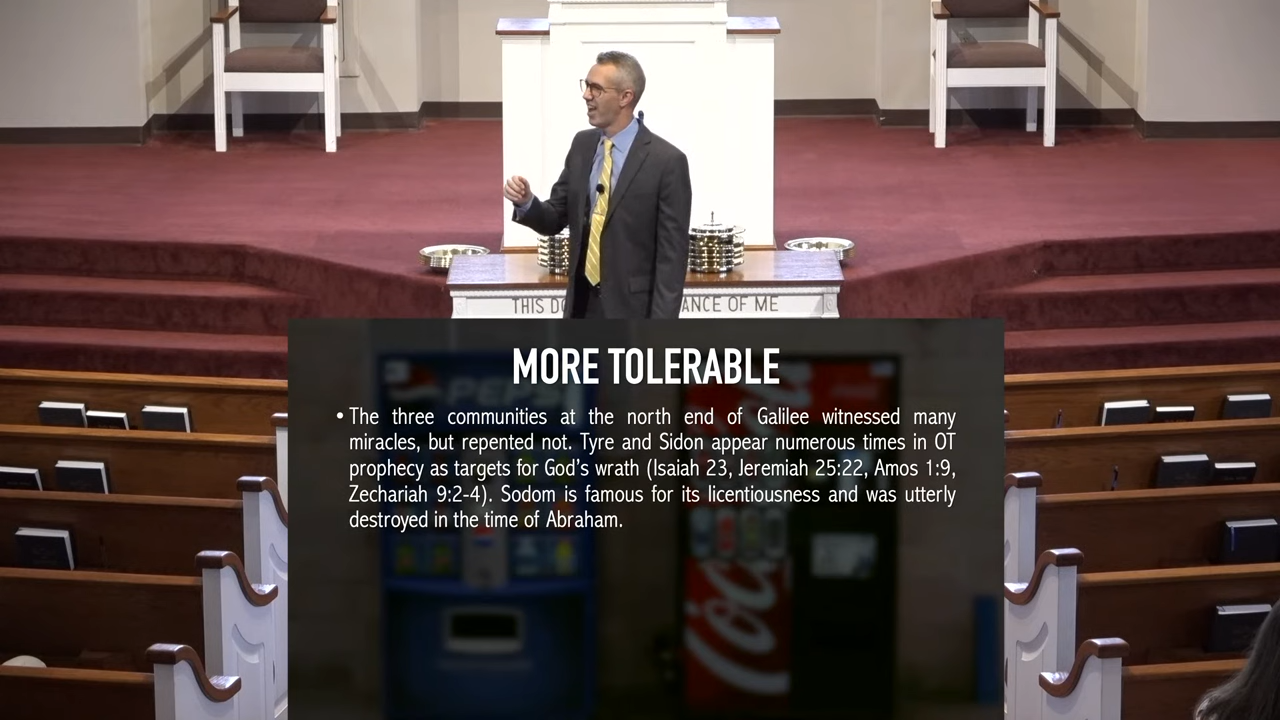 THIS DO
ANCE OF ME
MORE TOLERABLE
• The three communities at the north end of Galilee witnessed many
miracles, but repented not. Tyre and Sidon appear numerous times in OT
prophecy as targets for God's wrath (Isaiah 23, Jeremiah 25:22, Amos 1:9,
Zechariah 9:2-4). Sodom is famous for its licentiousness and was utterly
destroyed in the time of Abraham.
PEPSI
Coca-Cola